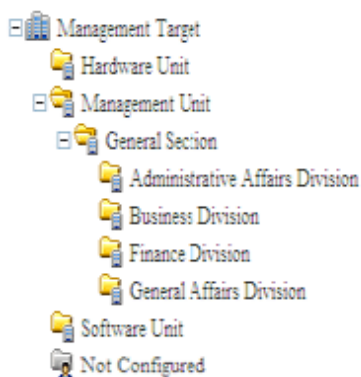 Management Target
Hardware Unit
Management Unit
General Section
Administrative Affairs Division
Business Division
Finance Division
General Affairs Division
Software Unit
Not Configured